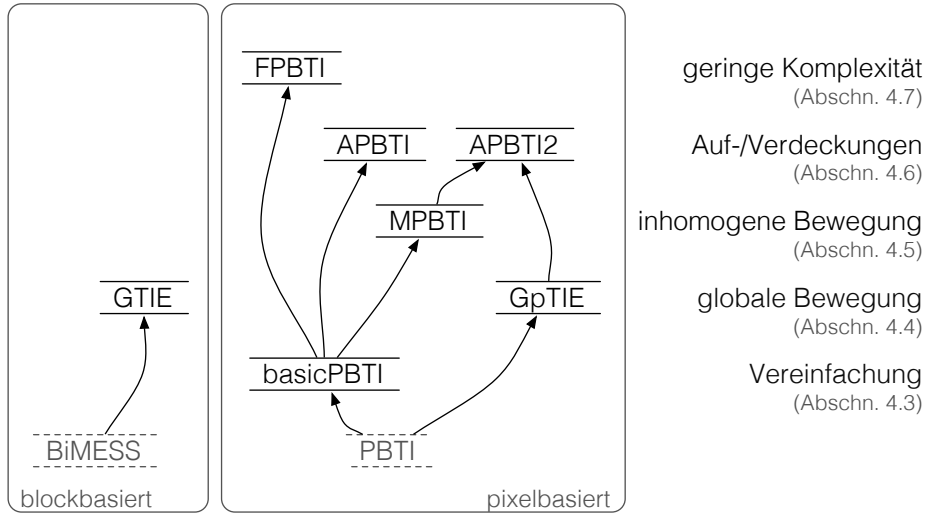 FPBTI
geringe Komplexität
(Abschn. 4.7)
APBTI
APBTI2
Auf-/Verdeckungen
(Abschn. 4.6)
MPBTI
inhomogene Bewegung
(Abschn. 4.5)
GTIE
GpTIE
globale Bewegung
(Abschn. 4.4)
basicPBTI
Vereinfachung
(Abschn. 4.3)
BiMESS
PBTI
blockbasiert
pixelbasiert